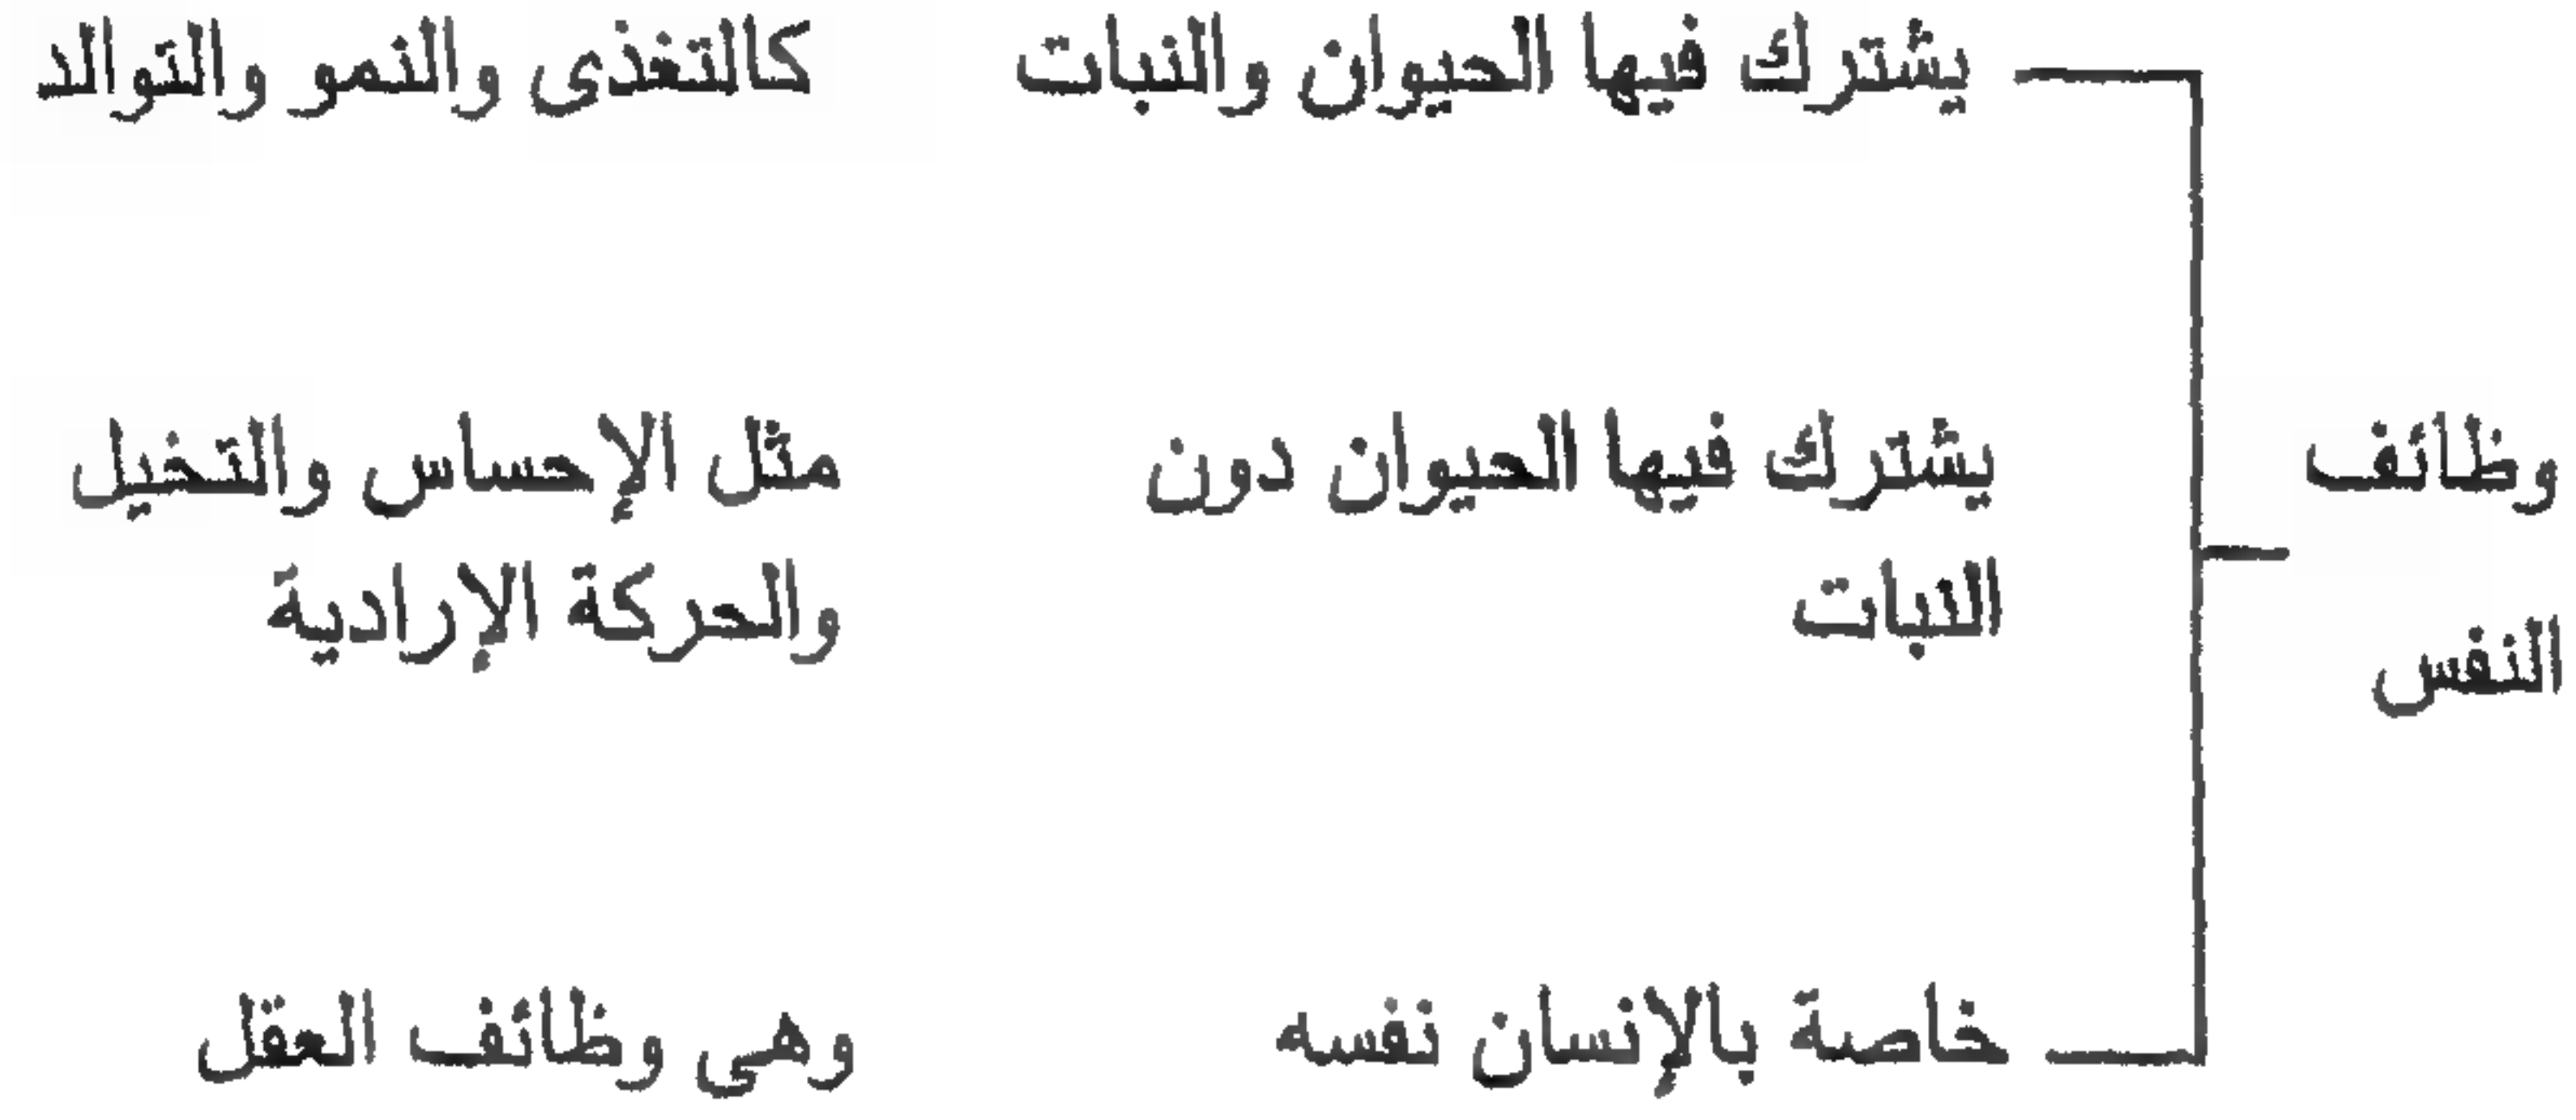 يشترك فيها الحيوان والنبات كالتغذى والنمو والتوالد
وظائف
النفس
يشترك فيها الحيوان دون
النبات
مثل الإحساس والتخيل
والحركة الإرادية
خاصة بالإنسان نفسه وهى وظائف العقل